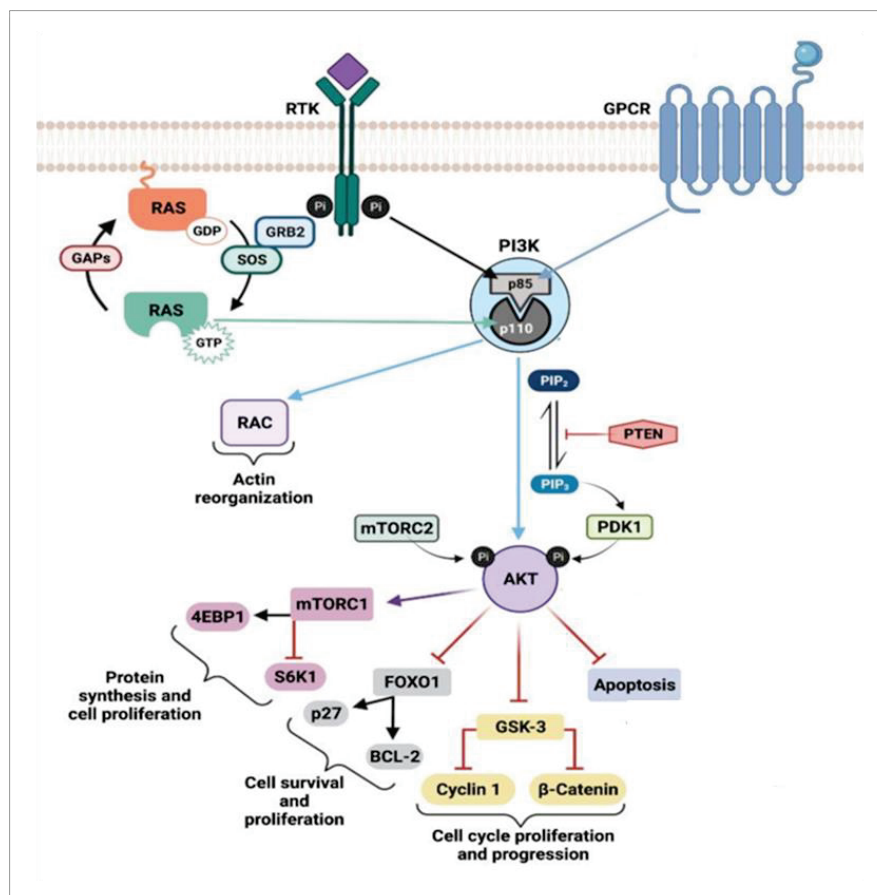 RTK
GPCR
Pi
Pi
RAS
GDP
GRB2
SOS
GAPs
RAS
GTP
PI3K
p85
p110
PIP₂
PTEN
PIP₃
RAC
Actin
reorganization
mTORC2
PDK1
Pi
Pi
AKT
mTORC1
4EBP1
S6K1
Protein
synthesis and
cell proliferation
FOXO1
p27
BCL-2
Cell survival
and
proliferation
GSK-3
Apoptosis
Cyclin 1
β-Catenin
Cell cycle proliferation
and progression